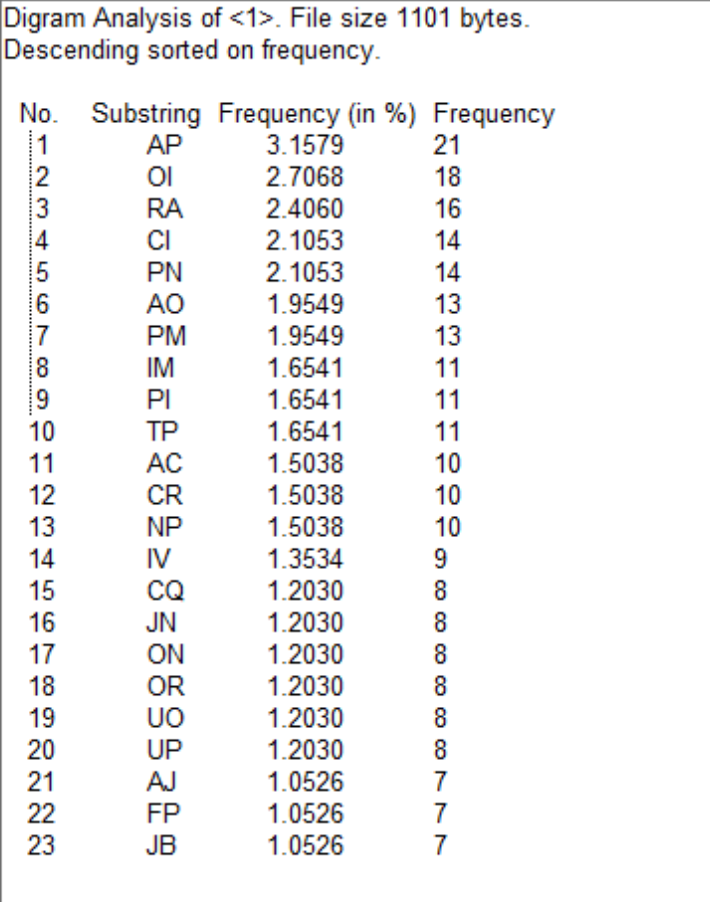 Digram Analysis of <1>. File size 1101 bytes.
Descending sorted on frequency.
No. Substring Frequency (in %) Frequency
1 AP 3.1579 21
2 OI 2.7068 18
3 RA 2.4060 16
4 CI 2.1053 14
5 PN 2.1053 14
6 AO 1.9549 13
7 PM 1.9549 13
8 IM 1.6541 11
9 PI 1.6541 11
10 TP 1.6541 11
11 AC 1.5038 10
12 CR 1.5038 10
13 NP 1.5038 10
14 IV 1.3534 9
15 CQ 1.2030 8
16 JN 1.2030 8
17 ON 1.2030 8
18 OR 1.2030 8
19 UO 1.2030 8
20 UP 1.2030 8
21 AJ 1.0526 7
22 FP 1.0526 7
23 JB 1.0526 7